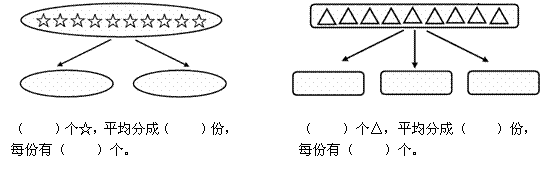 （　　）个☆，平均分成（　　）份，
每份有（　　）个。
（　　）个△，平均分成（　　）份，
每份有（　　）个。